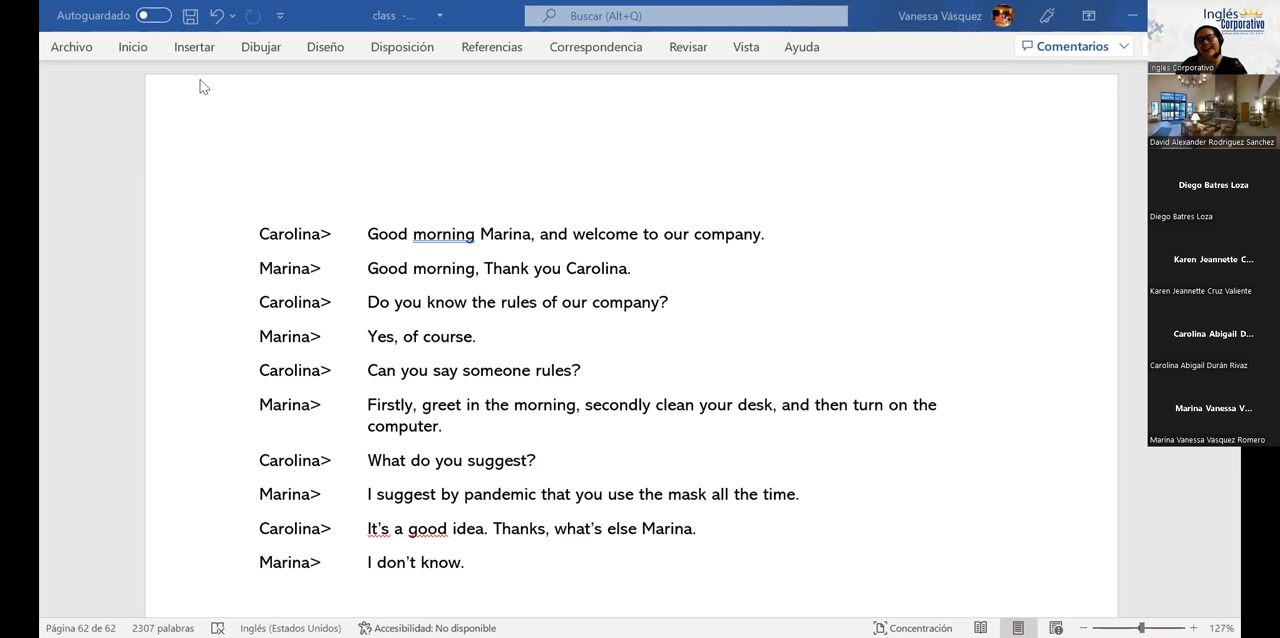 Autoguardado
class -...
Buscar (Alt+Q)
Vanessa Vásquez
Archivo Inicio Insertar Dibujar Diseño Disposición Referencias Correspondencia Revisar Vista Ayuda
Comentarios
Inglés
Corporativo
Inglés Corporativo
David Alexander Rodríguez Sanchez
Diego Batres Loza
Diego Batres Loza
Karen Jeannette C...
Karen Jeannette Cruz Valiente
Carolina Abigail D...
Carolina Abigail Durán Rivaz
Marina Vanessa V...
Marina Vanessa Vasquez Romero
Carolina> Good morning Marina, and welcome to our company.
Marina> Good morning, Thank you Carolina.
Carolina> Do you know the rules of our company?
Marina> Yes, of course.
Carolina> Can you say someone rules?
Marina> Firstly, greet in the morning, secondly clean your desk, and then turn on the
computer.
Carolina> What do you suggest?
Marina> I suggest by pandemic that you use the mask all the time.
Carolina> It's a good idea. Thanks, what's else Marina.
Marina> I don't know.
Página 62 de 62 2307 palabras Inglés (Estados Unidos) Accesibilidad: No disponible Concentración 127%